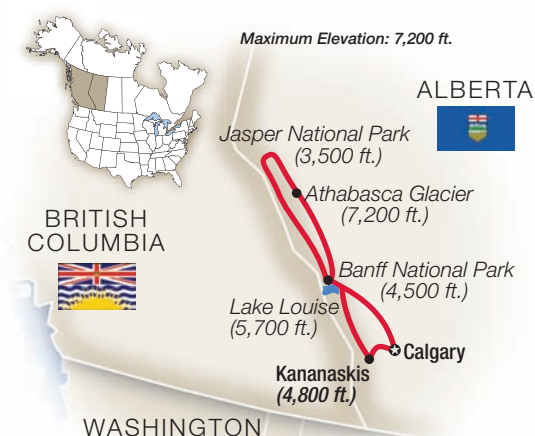 Maximum Elevation: 7,200 ft.
ALBERTA
Jasper National Park
(3,500 ft.)
Athabasca Glacier
(7,200 ft.)
BRITISH
COLUMBIA
Banff National Park
(4,500 ft.)
Lake Louise
(5,700 ft.)
Calgary
Kananaskis
(4,800 ft.)
WASHINGTON